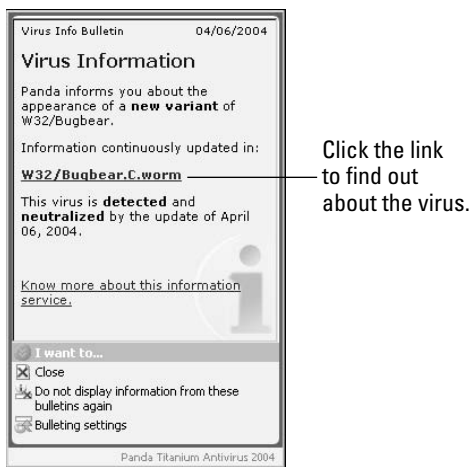 Virus Info Bulletin 04/06/2004
Virus Information
Panda informs you about the
appearance of a new variant of
W32/Bugbear.
Information continuously updated in:
W32/Bugbear.C.worm
Click the link
to find out
about the virus.
This virus is detected and
neutralized by the update of April
06, 2004.
Know more about this information
service.
I want to...
Close
Do not display information from these
bulletins again
Bulleting settings
Panda Titanium Antivirus 2004